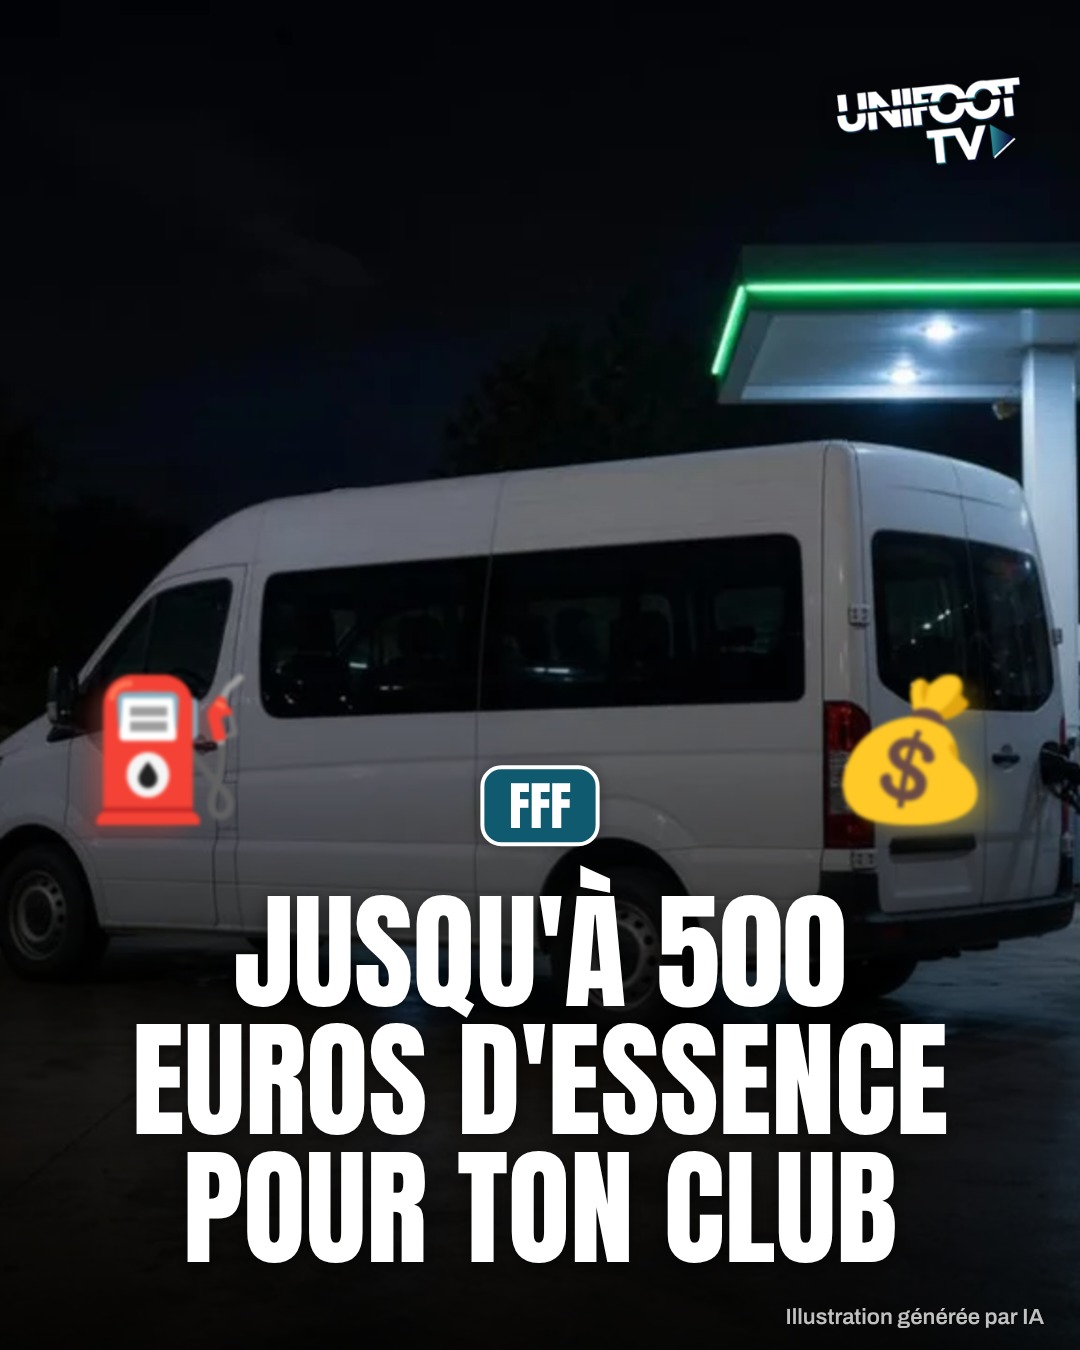 UNIFOOT
TV
FFF
JUSQU'À 500
EUROS D'ESSENCE
POUR TON CLUB
Illustration générée par IA